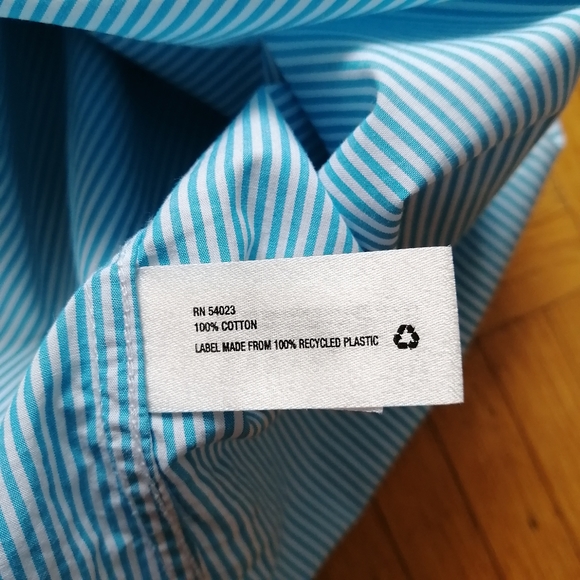 RN 54023
100% COTTON
LABEL MADE FROM 100% RECYCLED PLASTIC